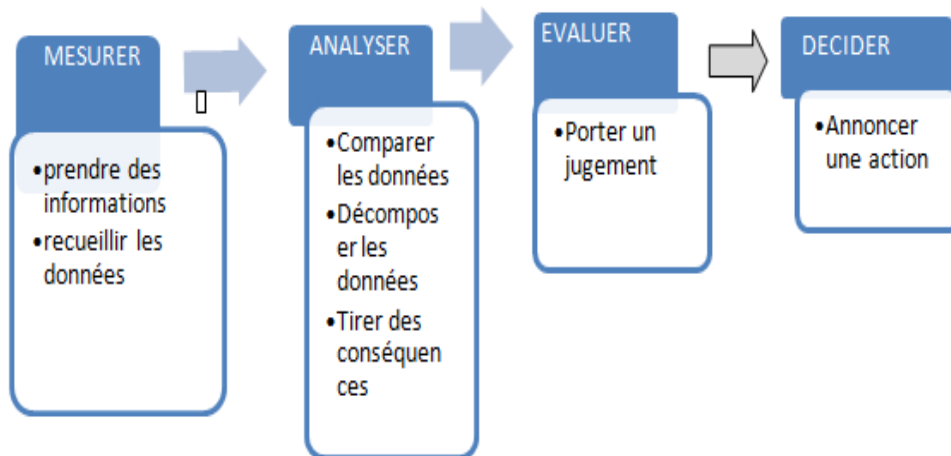 MESURER
•prendre des
informations
•recueillir les
données
ANALYSER
•Comparer
les données
•Décompos
er les
données
•Tirer des
conséquen
ces
EVALUER
•Porter un
jugement
DECIDER
•Annoncer
une action